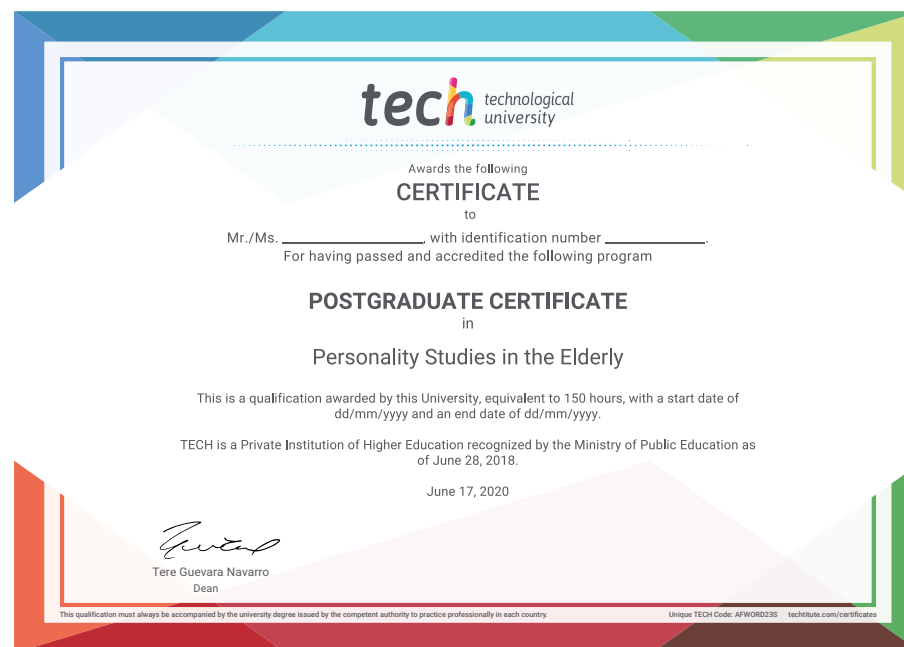 tech technological
university
Awards the following
CERTIFICATE
to
Mr./Ms. ____________________, with identification number ______________.
For having passed and accredited the following program
POSTGRADUATE CERTIFICATE
in
Personality Studies in the Elderly
This is a qualification awarded by this University, equivalent to 150 hours, with a start date of
dd/mm/yyyy and an end date of dd/mm/yyyy.
TECH is a Private Institution of Higher Education recognized by the Ministry of Public Education as
of June 28, 2018.
June 17, 2020
Tere Guevara Navarro
Dean
This qualification must always be accompanied by the university degree issued by the competent authority to practice professionally in each country. Unique TECH Code: AFWORD23S techtitute.com/certificates